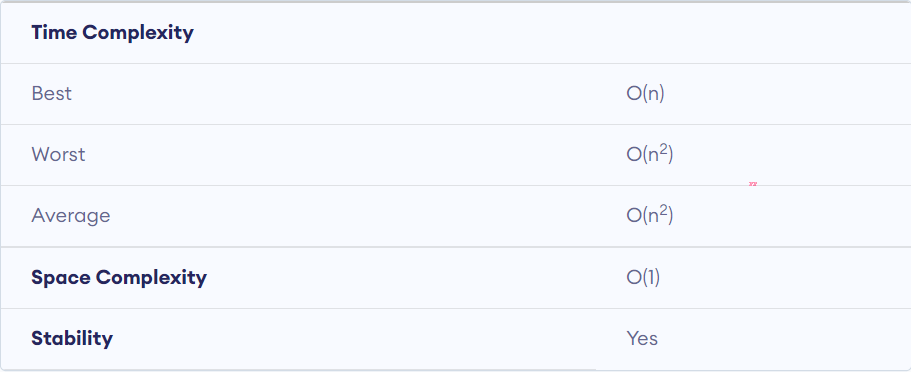 Time Complexity
Best O(n)
Worst O(n²)
Average O(n²)
Space Complexity O(1)
Stability Yes